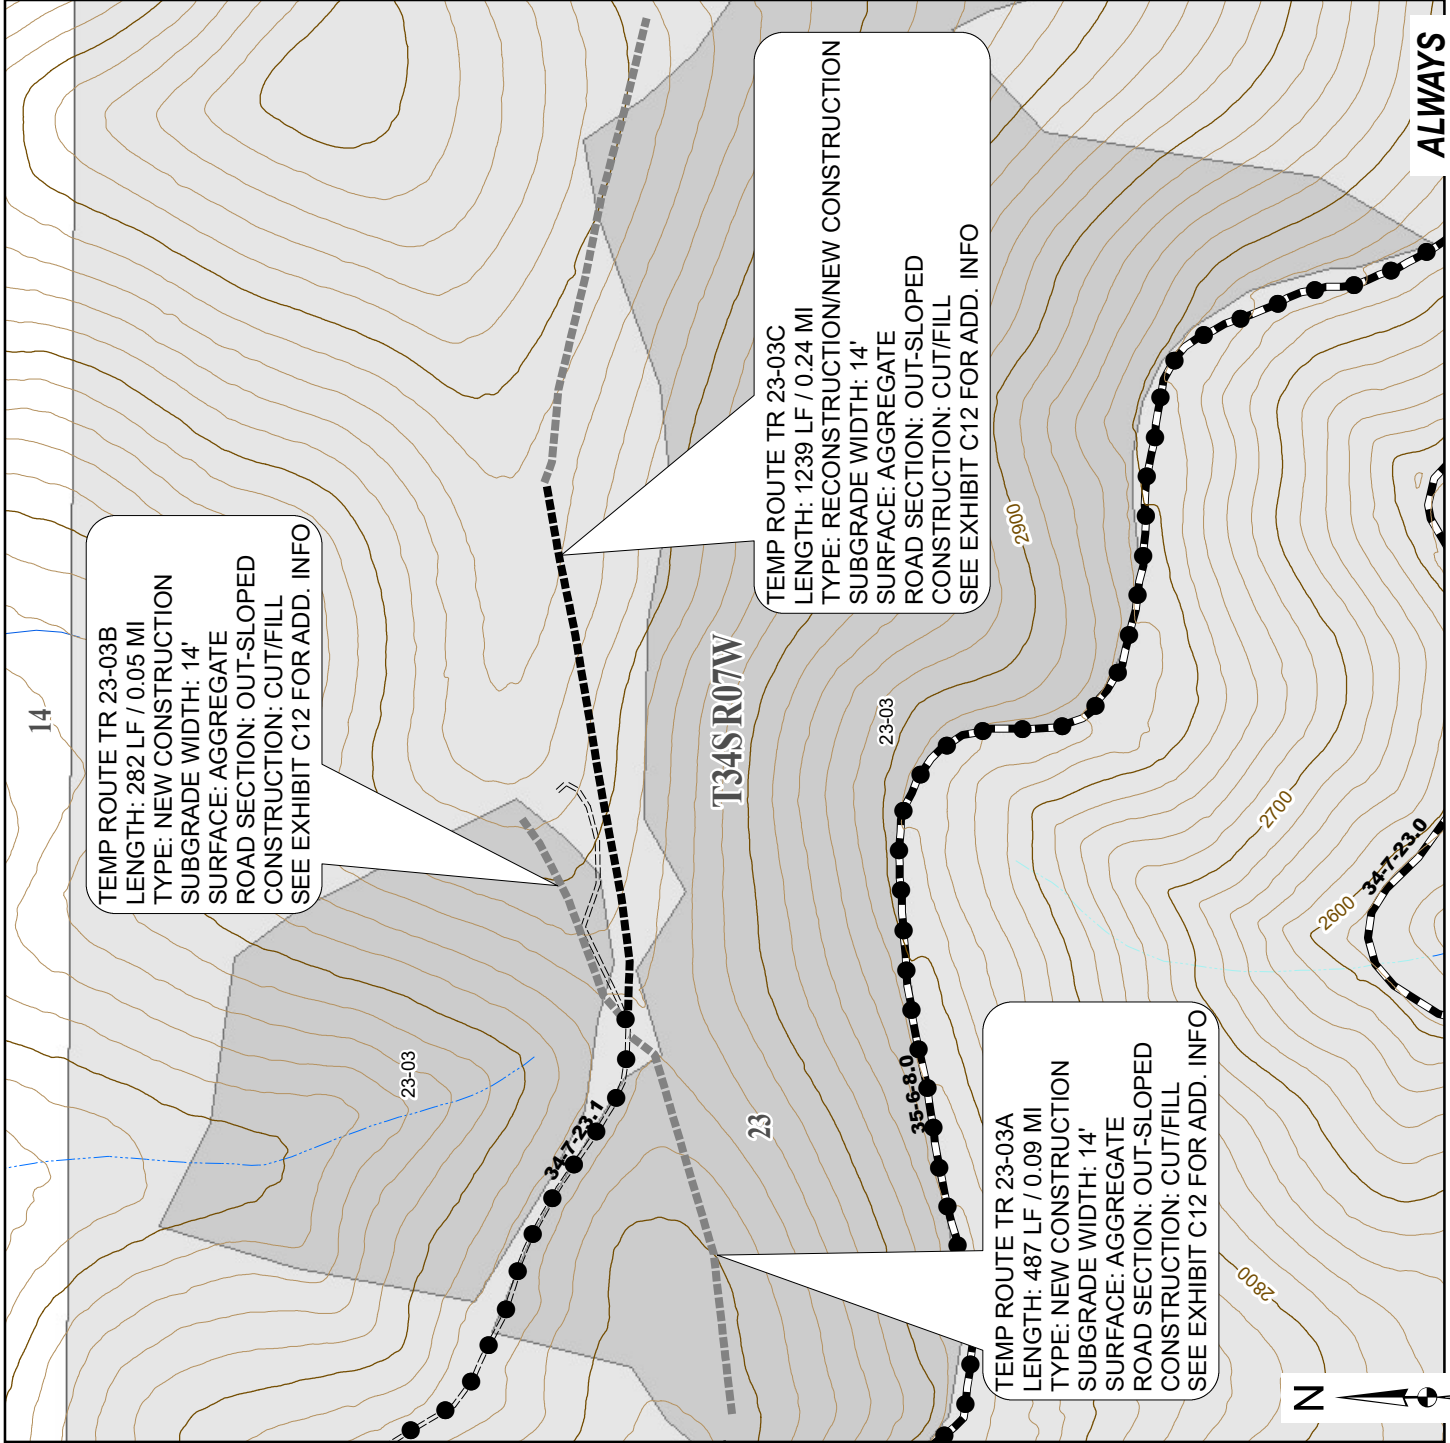 14
TEMP ROUTE TR 23-03B
LENGTH: 282 LF / 0.05 MI
TYPE: NEW CONSTRUCTION
SUBGRADE WIDTH: 14'
SURFACE: AGGREGATE
ROAD SECTION: OUT-SLOPED
CONSTRUCTION: CUT/FILL
SEE EXHIBIT C12 FOR ADD. INFO
TEMP ROUTE TR 23-03C
LENGTH: 1239 LF / 0.24 MI
TYPE: RECONSTRUCTION/NEW CONSTRUCTION
SUBGRADE WIDTH: 14'
SURFACE: AGGREGATE
ROAD SECTION: OUT-SLOPED
CONSTRUCTION: CUT/FILL
SEE EXHIBIT C12 FOR ADD. INFO
23-03
34-7-23.1
T34S R07W
23
23-03
35-6-8.0
2900
2700
2600
34-7-23.0
2800
TEMP ROUTE TR 23-03A
LENGTH: 487 LF / 0.09 MI
TYPE: NEW CONSTRUCTION
SUBGRADE WIDTH: 14'
SURFACE: AGGREGATE
ROAD SECTION: OUT-SLOPED
CONSTRUCTION: CUT/FILL
SEE EXHIBIT C12 FOR ADD. INFO
N
ALWAYS